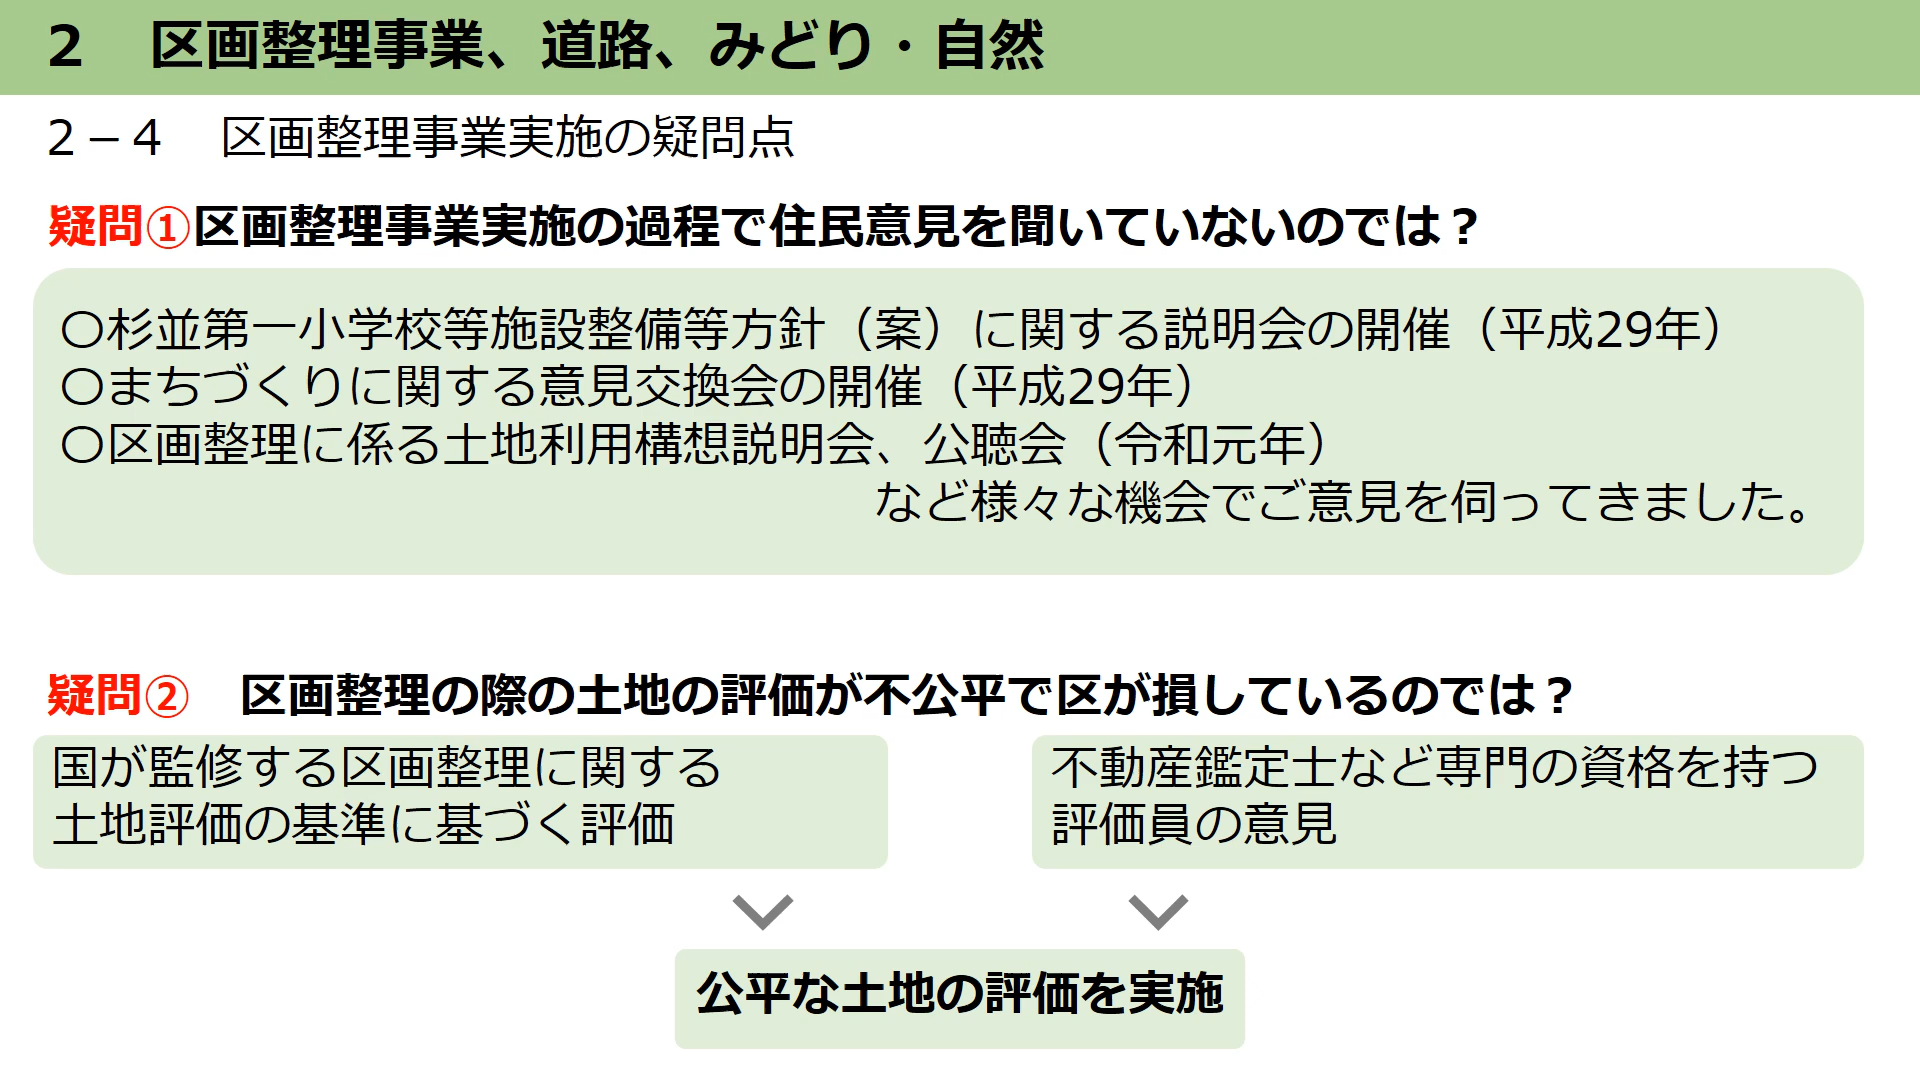 2　区画整理事業、道路、みどり・自然
２－４　区画整理事業実施の疑問点
疑問①区画整理事業実施の過程で住民意見を聞いていないのでは？
〇杉並第一小学校等施設整備等方針（案）に関する説明会の開催（平成29年）
〇まちづくりに関する意見交換会の開催（平成29年）
〇区画整理に係る土地利用構想説明会、公聴会（令和元年）
など様々な機会でご意見を伺ってきました。
疑問②　区画整理の際の土地の評価が不公平で区が損しているのでは？
国が監修する区画整理に関する
土地評価の基準に基づく評価
不動産鑑定士など専門の資格を持つ
評価員の意見
公平な土地の評価を実施